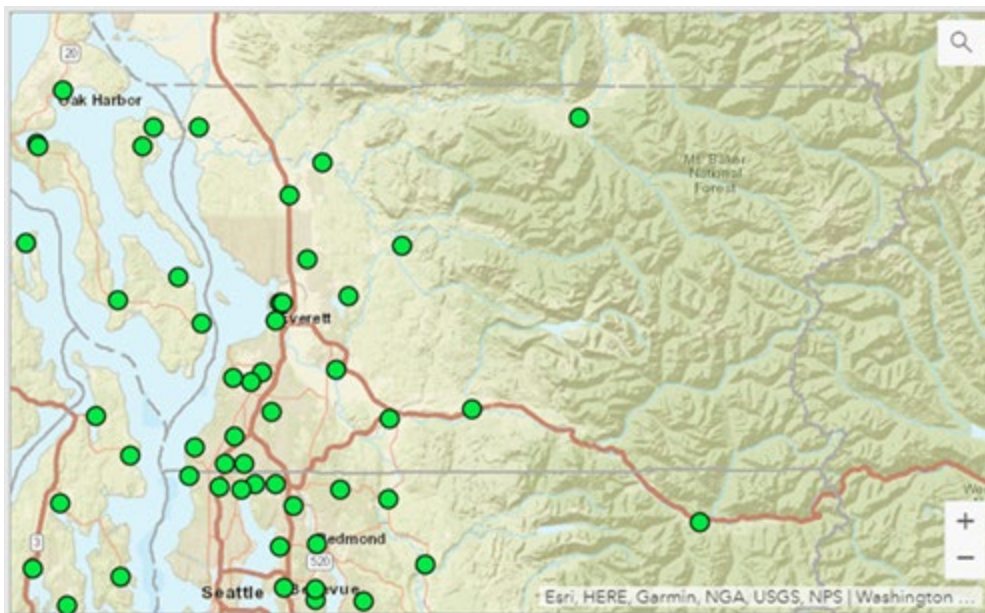 20
Oak Harbor
Mt. Baker
National
Forest
Everett
Redmond
3
520
Seattle
Bellevue
+
−
Esri, HERE, Garmin, NGA, USGS, NPS | Washington ...